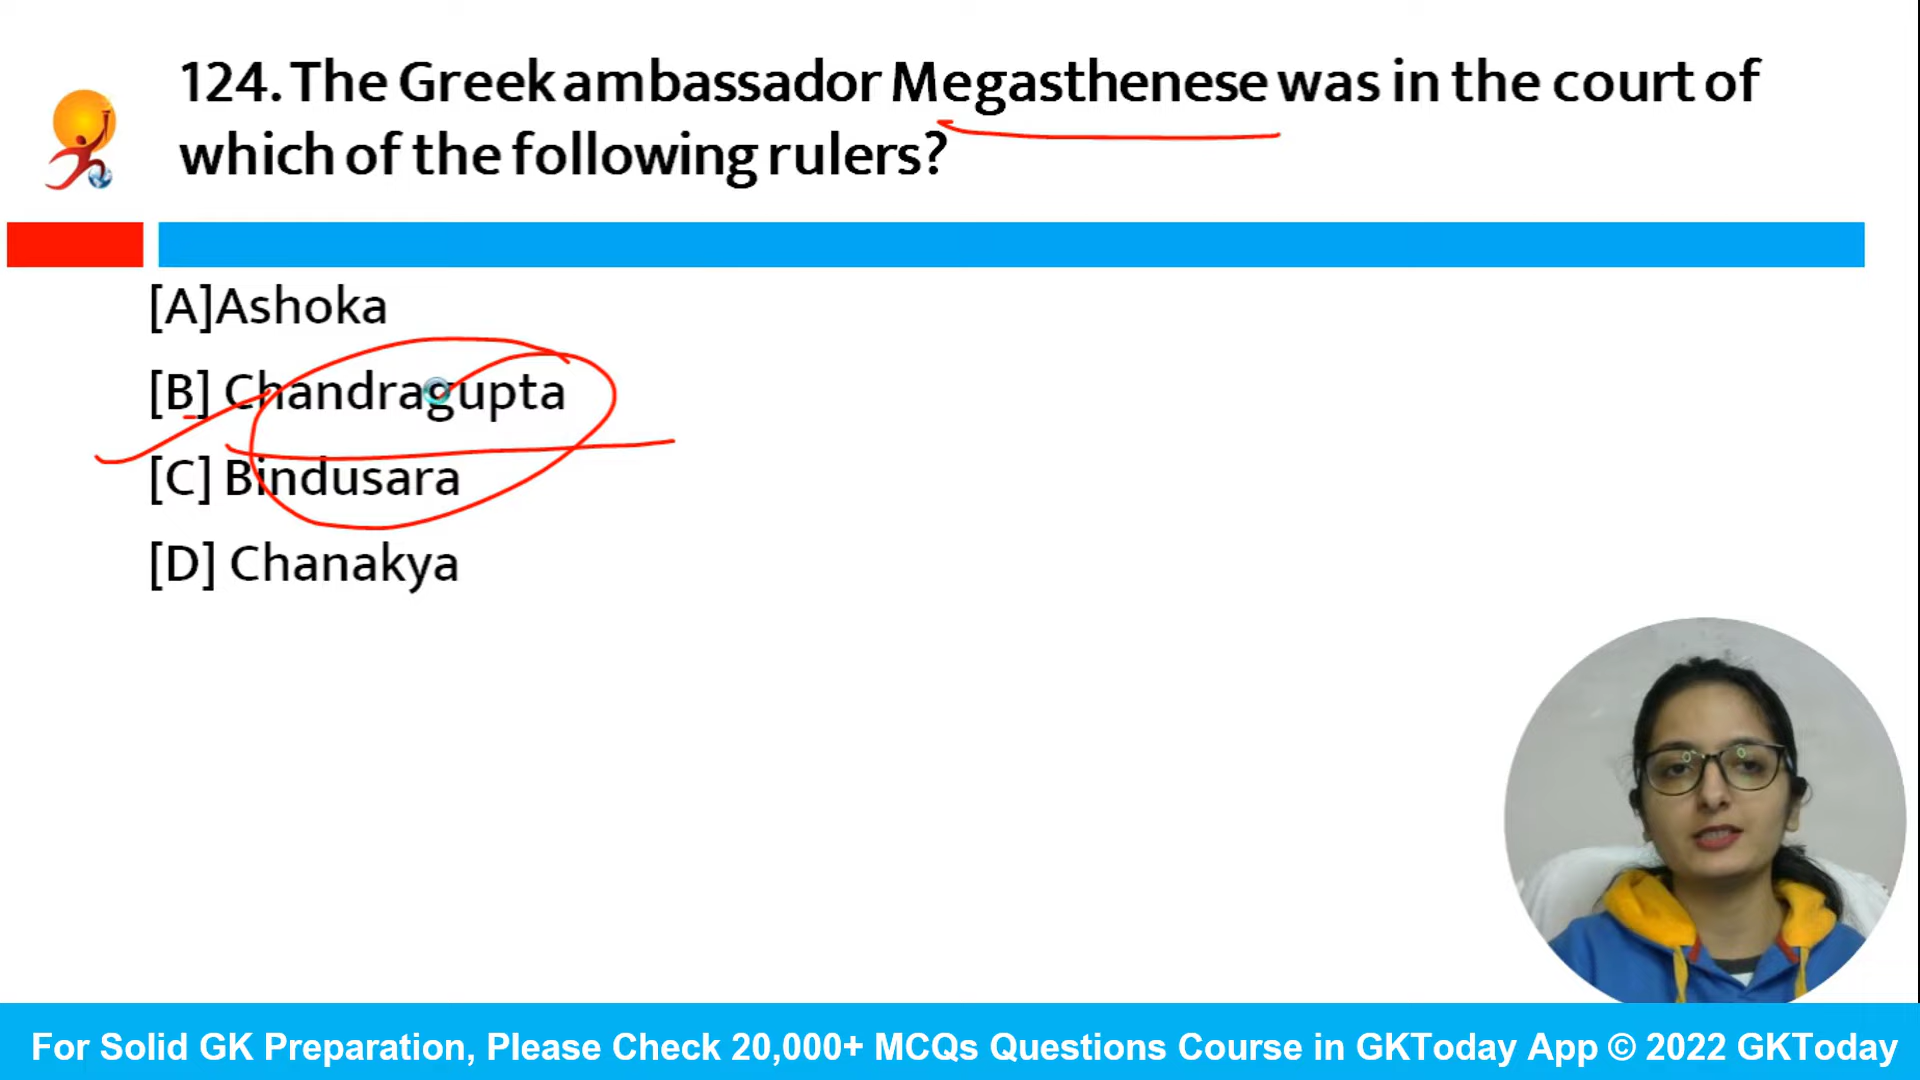 124. The Greek ambassador Megasthenese was in the court of
which of the following rulers?
[A]Ashoka
[B] Chandragupta
[C] Bindusara
[D] Chanakya
For Solid GK Preparation, Please Check 20,000+ MCQs Questions Course in GKToday App © 2022 GKToday